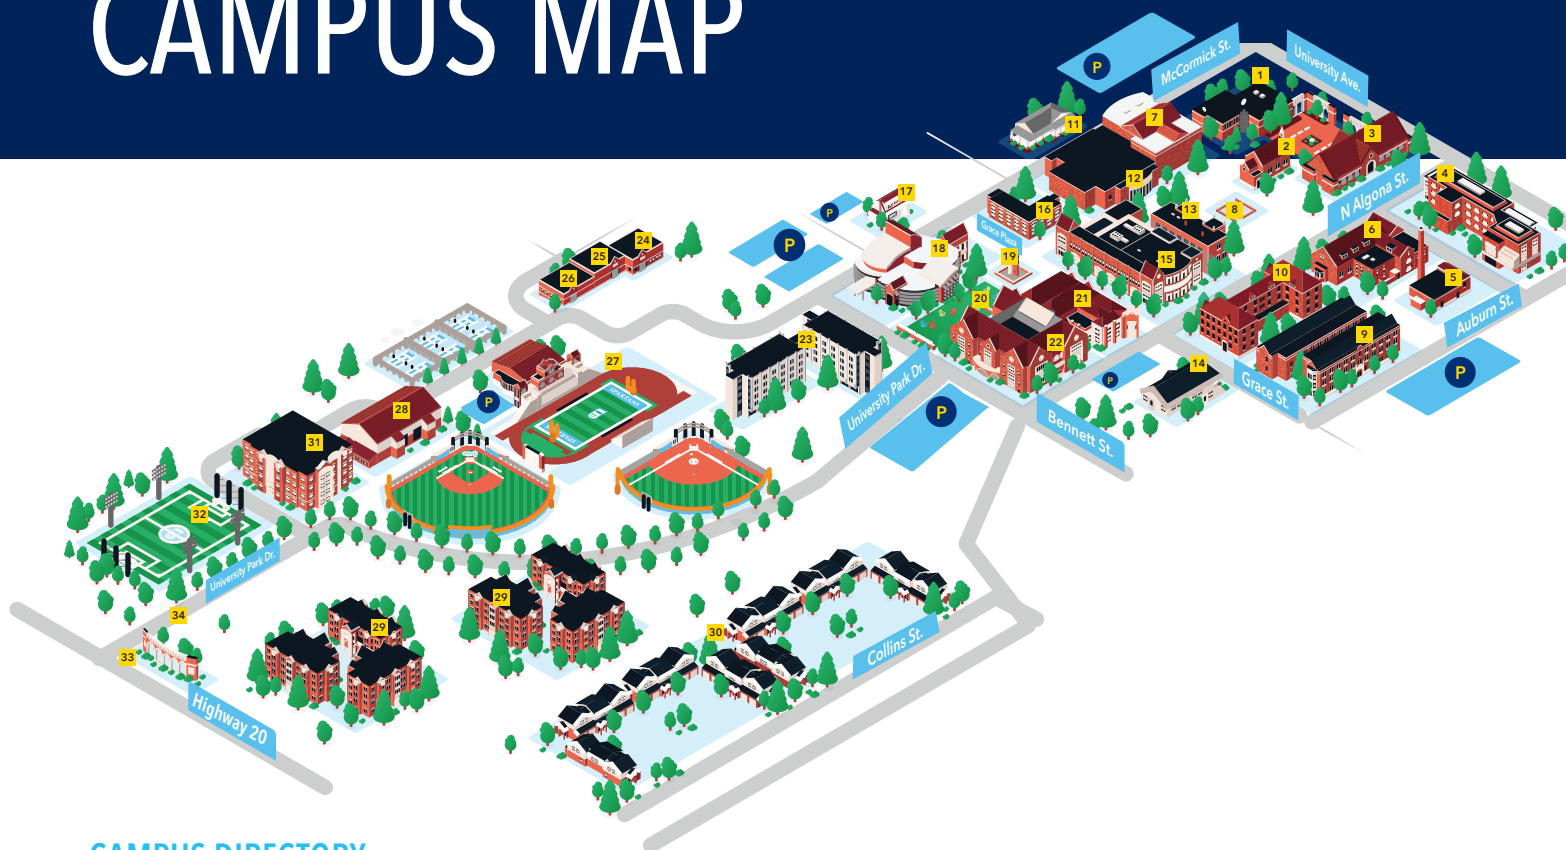 CAMPUS MAP
P
McCormick St.
University Ave.
1
11
7
2
3
12
4
N Algona St.
17
P
16
13
8
Grace Plaza
6
24
25
26
P
18
19
15
10
5
20
21
Auburn St.
22
23
9
27
14
P
P
Grace St.
28
P
SPARTANS
University Park Dr.
P
Bennett St.
31
32
University Park Dr.
29
34
29
30
33
Collins St.
Highway 20
CAMPUS DIRECTORY